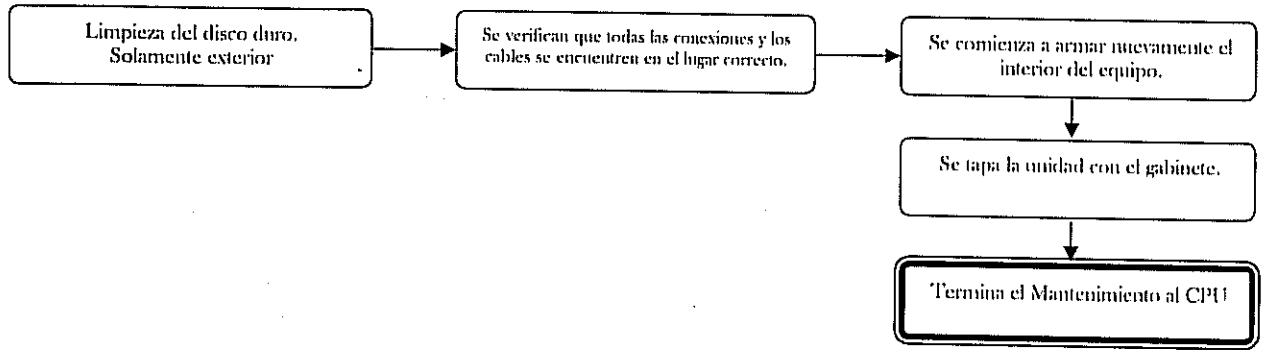 Limpieza del disco duro.
Solamente exterior
Se verifican que todas las conexiones y los
cables se encuentren en el lugar correcto.
Se comienza a armar nuevamente el
interior del equipo.
Se tapa la unidad con el gabinete.
Termina el Mantenimiento al CPU